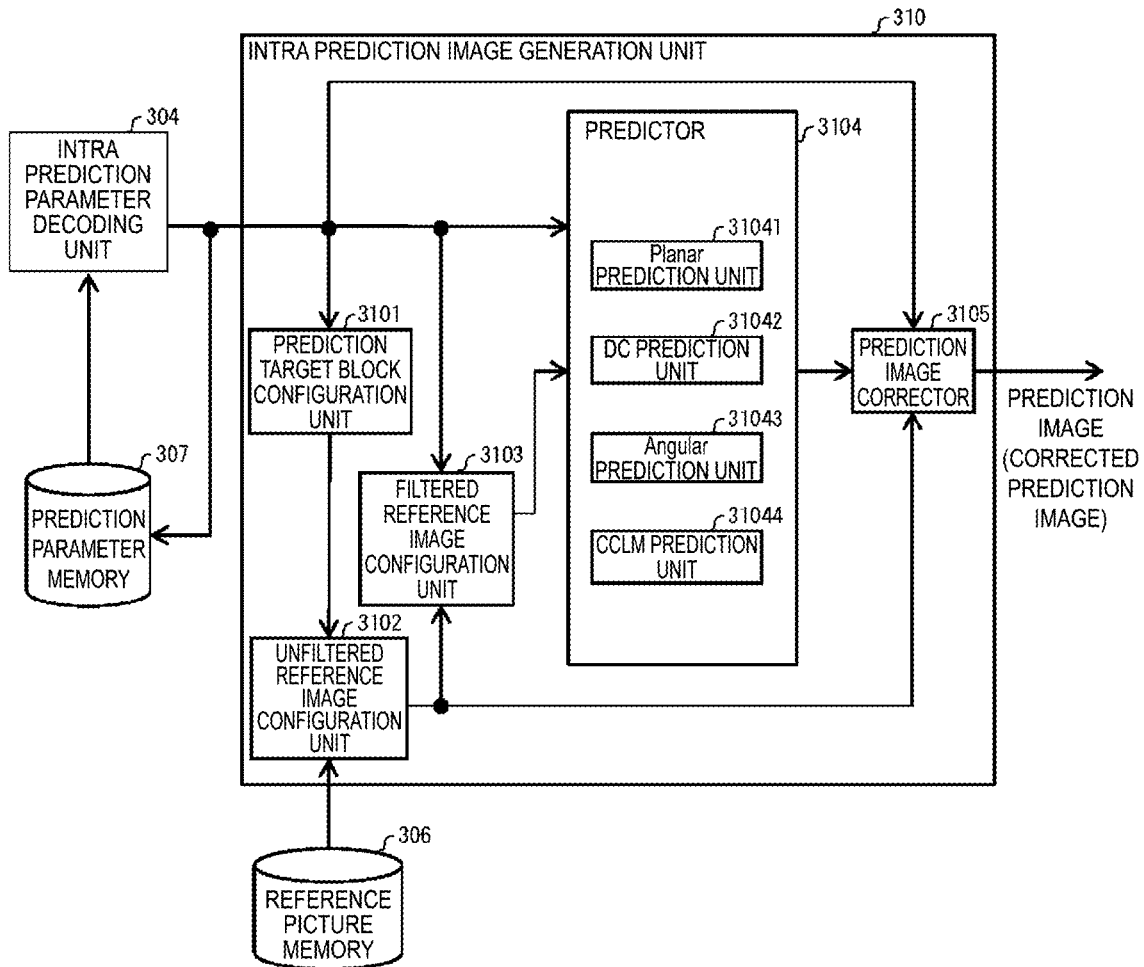 310
INTRA PREDICTION IMAGE GENERATION UNIT
304
INTRA
PREDICTION
PARAMETER
DECODING
UNIT
PREDICTOR
3104
31041
Planar
PREDICTION UNIT
3101
PREDICTION
TARGET BLOCK
CONFIGURATION
UNIT
31042
DC PREDICTION
UNIT
3105
PREDICTION
IMAGE
CORRECTOR
PREDICTION
IMAGE
(CORRECTED
PREDICTION
IMAGE)
307
PREDICTION
PARAMETER
MEMORY
3103
FILTERED
REFERENCE
IMAGE
CONFIGURATION
UNIT
31043
Angular
PREDICTION UNIT
31044
CCLM PREDICTION
UNIT
3102
UNFILTERED
REFERENCE
IMAGE
CONFIGURATION
UNIT
306
REFERENCE
PICTURE
MEMORY